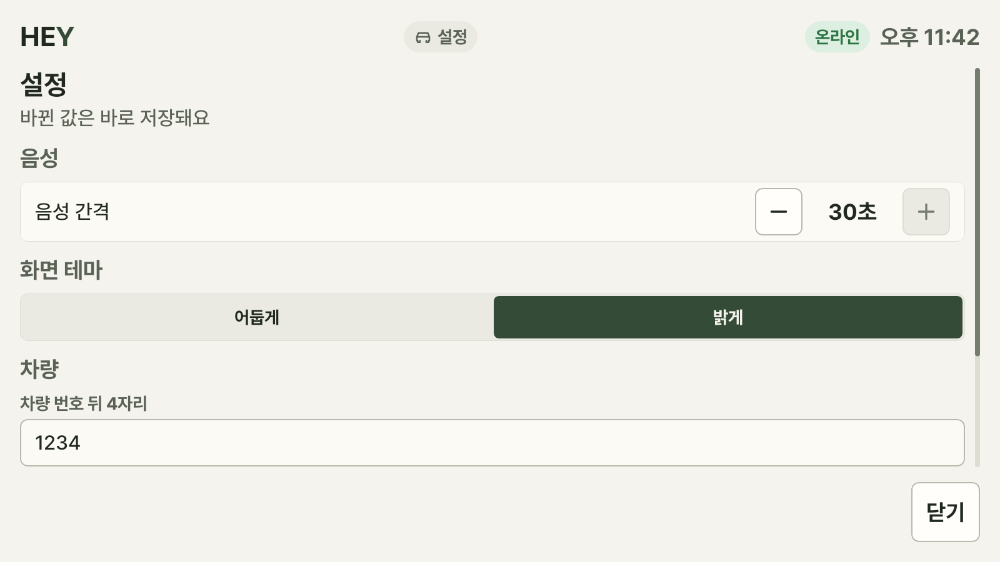 HEY
설정
온라인
오후 11:42
설정
바뀐 값은 바로 저장돼요
음성
음성 간격
− 30초 +
화면 테마
어둡게 밝게
차량
차량 번호 뒤 4자리
1234
닫기